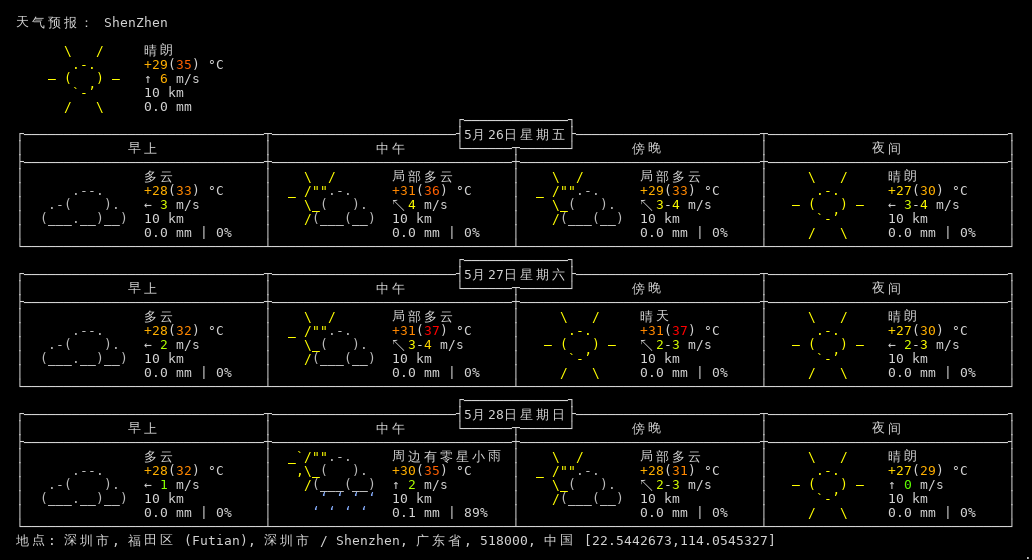 天气预报： ShenZhen
晴朗
+29(35) °C
↑ 6 m/s
10 km
0.0 mm
5月26日星期五
早上 中午 傍晚 夜间
多云 局部多云 局部多云 晴朗
+28(33) °C +31(36) °C +29(33) °C +27(30) °C
← 3 m/s ↖ 4 m/s ↖ 3-4 m/s ← 3-4 m/s
10 km 10 km 10 km 10 km
0.0 mm | 0% 0.0 mm | 0% 0.0 mm | 0% 0.0 mm | 0%
5月27日星期六
早上 中午 傍晚 夜间
多云 局部多云 晴天 晴朗
+28(32) °C +31(37) °C +31(37) °C +27(30) °C
← 2 m/s ↖ 3-4 m/s ↖ 2-3 m/s ← 2-3 m/s
10 km 10 km 10 km 10 km
0.0 mm | 0% 0.0 mm | 0% 0.0 mm | 0% 0.0 mm | 0%
5月28日星期日
早上 中午 傍晚 夜间
多云 周边有零星小雨 局部多云 晴朗
+28(32) °C +30(35) °C +28(31) °C +27(29) °C
← 1 m/s ↑ 2 m/s ↖ 2-3 m/s ↑ 0 m/s
10 km 10 km 10 km 10 km
0.0 mm | 0% 0.1 mm | 89% 0.0 mm | 0% 0.0 mm | 0%
地点: 深圳市, 福田区 (Futian), 深圳市 / Shenzhen, 广东省, 518000, 中国 [22.5442673,114.0545327]